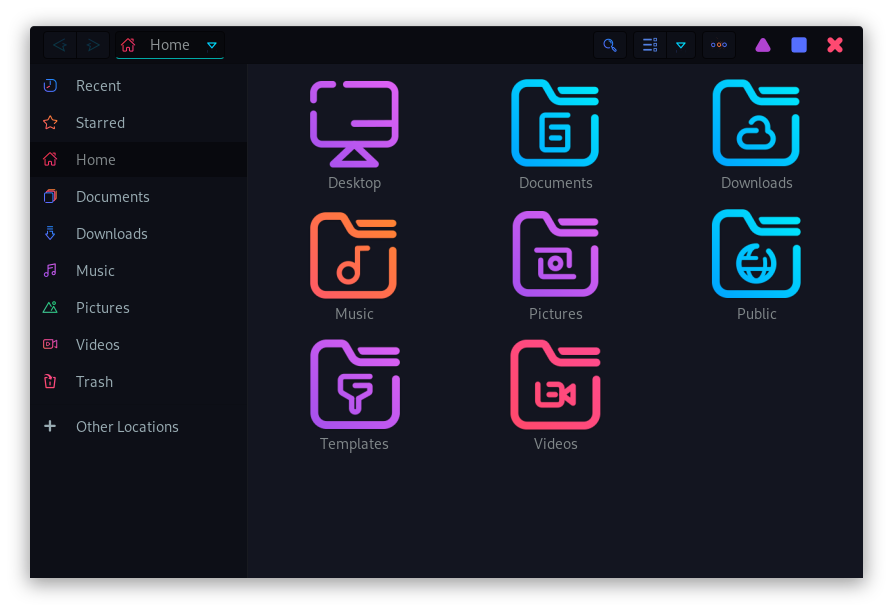 Home
Recent
Starred
Home
Documents
Downloads
Music
Pictures
Videos
Trash
Other Locations
Desktop
Documents
Downloads
Music
Pictures
Public
Templates
Videos